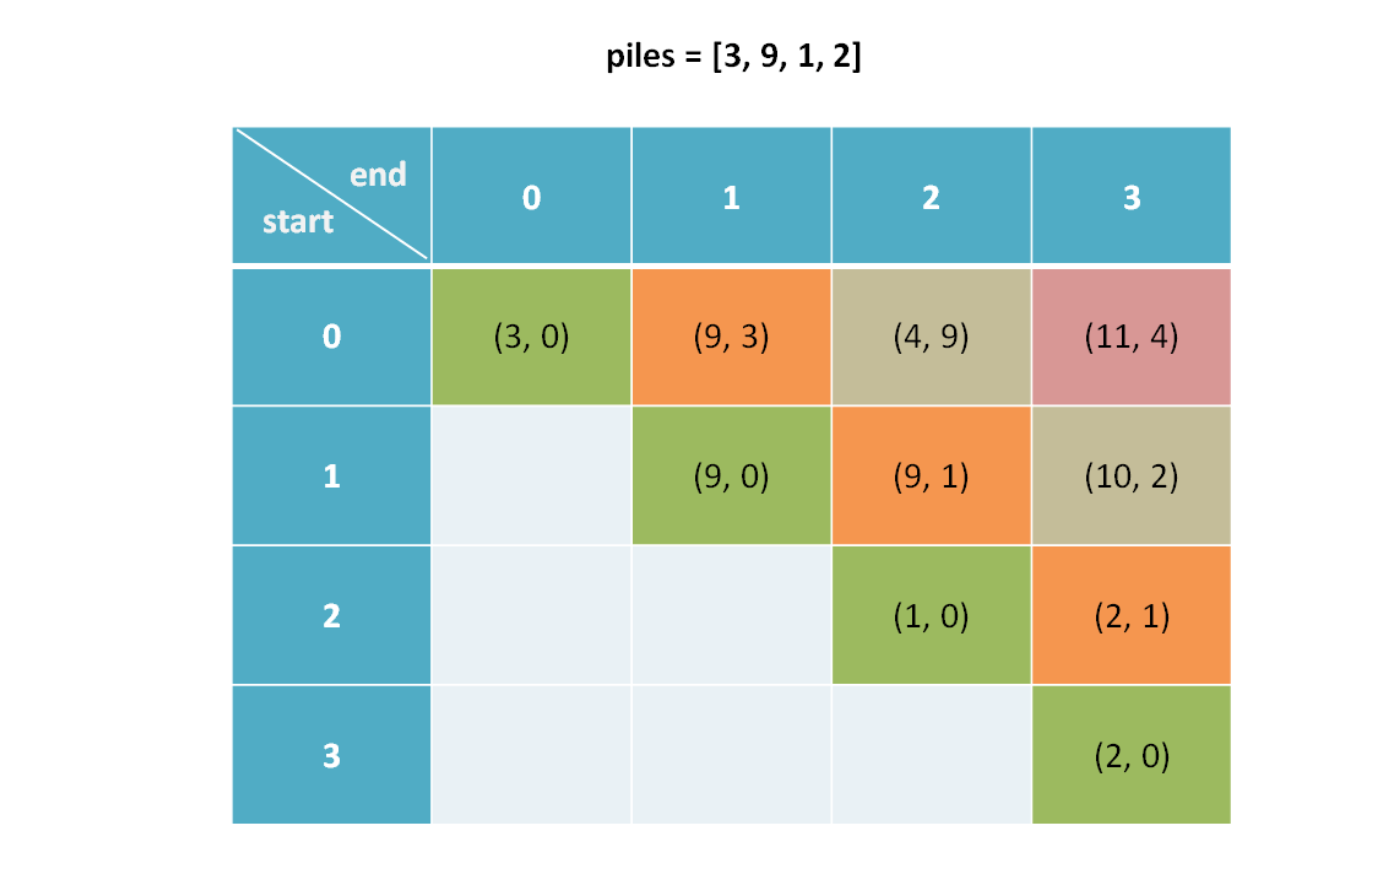 piles = [3, 9, 1, 2]
end
start
0 1 2 3
0 (3, 0) (9, 3) (4, 9) (11, 4)
1 (9, 0) (9, 1) (10, 2)
2 (1, 0) (2, 1)
3 (2, 0)